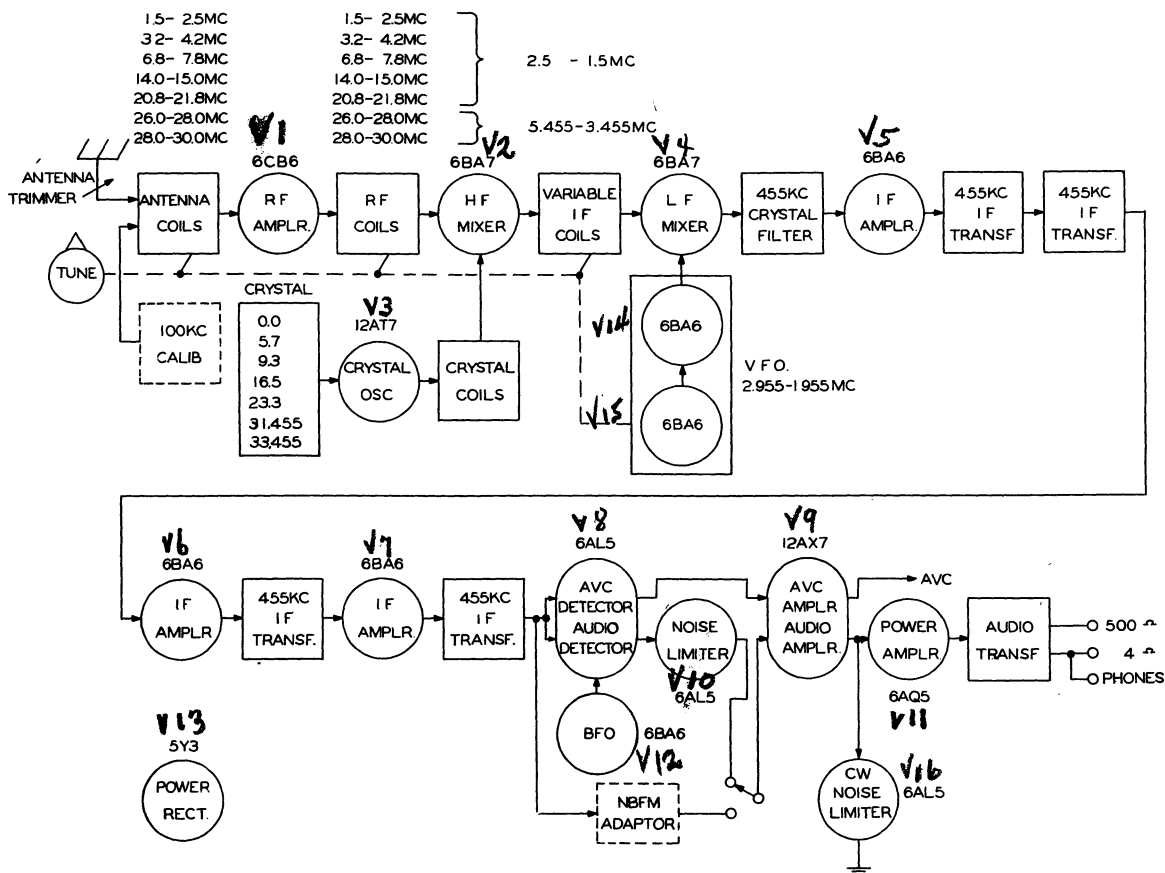 1.5- 2.5MC
3.2- 4.2MC
6.8- 7.8MC
14.0-15.0MC
20.8-21.8MC
26.0-28.0MC
28.0-30.0MC
1.5- 2.5MC
3.2- 4.2MC
6.8- 7.8MC
14.0-15.0MC
20.8-21.8MC
26.0-28.0MC
28.0-30.0MC
2.5 - 1.5MC
5.455-3.455MC
ANTENNA
TRIMMER
ANTENNA
COILS
V1
6CB6
RF
AMPLR.
RF
COILS
V2
6BA7
HF
MIXER
VARIABLE
IF
COILS
V4
6BA7
LF
MIXER
455KC
CRYSTAL
FILTER
V5
6BA6
IF
AMPLR.
455KC
IF
TRANSF
455KC
IF
TRANSF.
TUNE
100KC
CALIB
CRYSTAL
0.0
5.7
9.3
16.5
23.3
31,455
33,455
V3
12AT7
CRYSTAL
OSC
CRYSTAL
COILS
V14
6BA6
V15
6BA6
VFO.
2.955-1955MC
V6
6BA6
IF
AMPLR
455KC
IF
TRANSF.
V7
6BA6
IF
AMPLR.
455KC
IF
TRANSF.
V8
6AL5
AVC
DETECTOR
AUDIO
DETECTOR
NOISE
LIMITER
V10
6AL5
V9
12AX7
AVC
AMPLR
AUDIO
AMPLR.
AVC
POWER
AMPLR
6AQ5
V11
AUDIO
TRANSF
500 Ω
4 Ω
PHONES
BFO
6BA6
V12
NBFM
ADAPTOR
CW
NOISE
LIMITER
V16
6AL5
V13
5Y3
POWER
RECT.